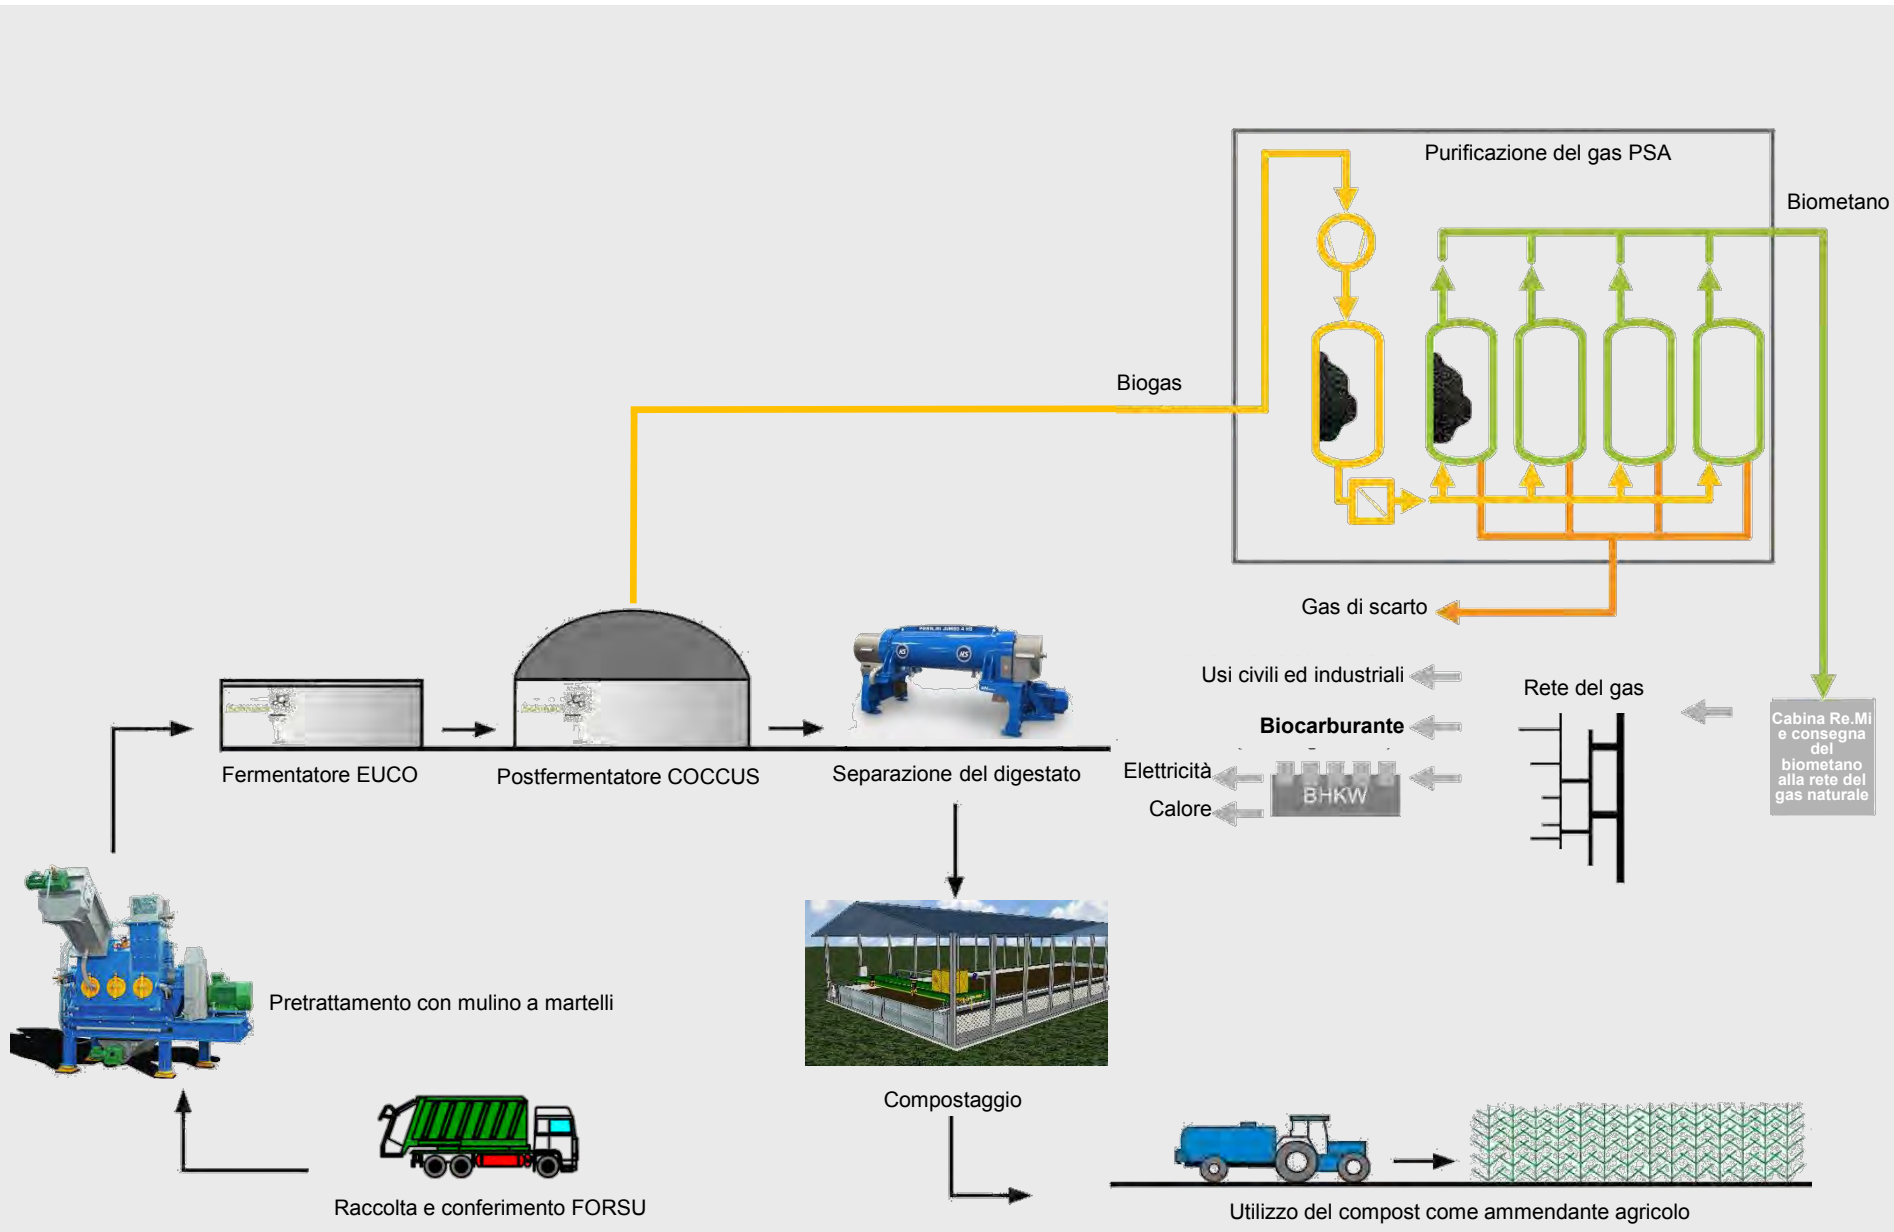 Purificazione del gas PSA
Biometano
Biogas
Gas di scarto
Usi civili ed industriali
Rete del gas
Biocarburante
Cabina Re.Mi
e consegna
del
biometano
alla rete del
gas naturale
Elettricità
BHKW
Calore
Fermentatore EUCO
Postfermentatore COCCUS
Separazione del digestato
Pretrattamento con mulino a martelli
Compostaggio
Raccolta e conferimento FORSU
Utilizzo del compost come ammendante agricolo